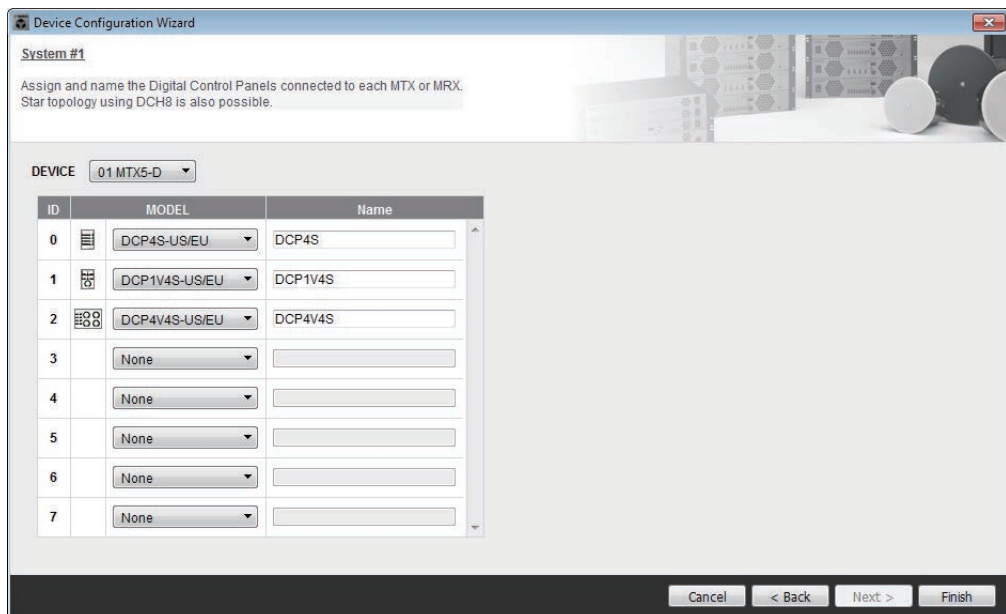 Device Configuration Wizard
System #1
Assign and name the Digital Control Panels connected to each MTX or MRX.
Star topology using DCH8 is also possible.
DEVICE 01 MTX5-D
ID MODEL Name
0 DCP4S-US/EU DCP4S
1 DCP1V4S-US/EU DCP1V4S
2 DCP4V4S-US/EU DCP4V4S
3 None
4 None
5 None
6 None
7 None
Cancel < Back Next > Finish